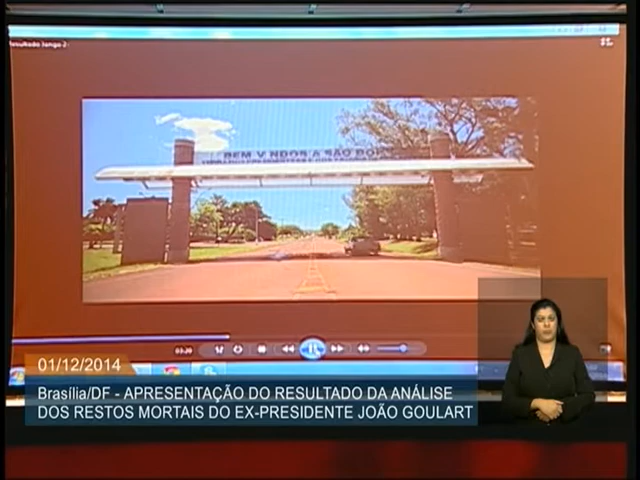 Resultado Jango 2
BEM V NDOS A SÃO BOR
03:20
01/12/2014
Brasília/DF - APRESENTAÇÃO DO RESULTADO DA ANÁLISE
DOS RESTOS MORTAIS DO EX-PRESIDENTE JOÃO GOULART